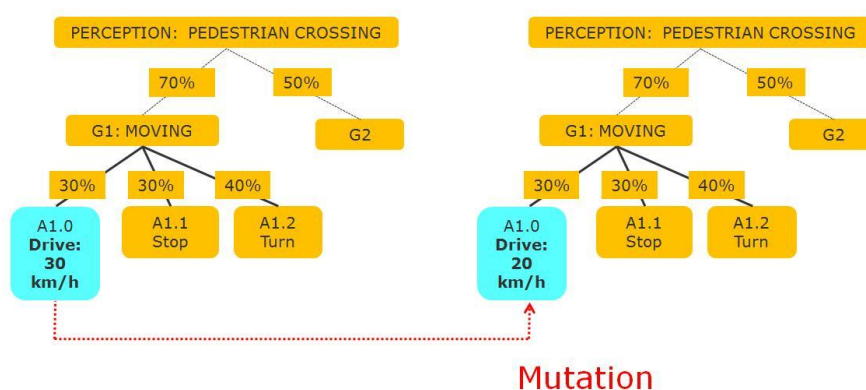 PERCEPTION: PEDESTRIAN CROSSING
70%
50%
G1: MOVING
G2
30%
30%
40%
A1.0
Drive:
30
km/h
A1.1
Stop
A1.2
Turn
PERCEPTION: PEDESTRIAN CROSSING
70%
50%
G1: MOVING
G2
30%
30%
40%
A1.0
Drive:
20
km/h
A1.1
Stop
A1.2
Turn
Mutation